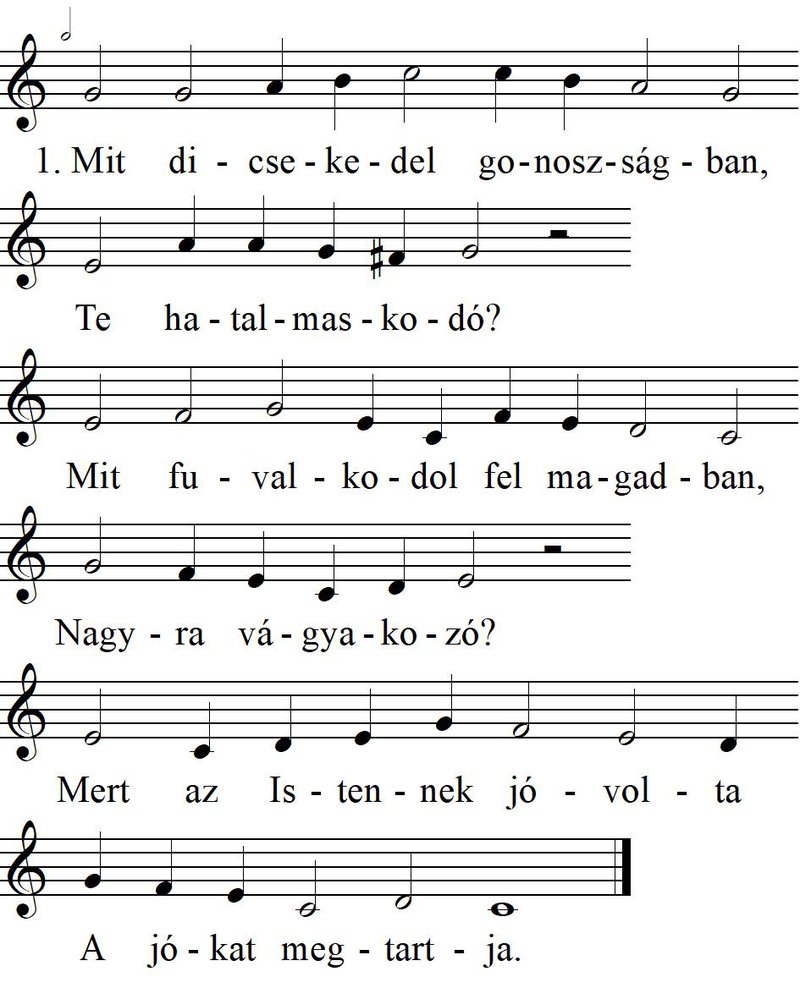 1. Mit di - cse - ke - del go - nosz - ság - ban,
Te ha - tal - mas - ko - dó?
Mit fu - val - ko - dol fel ma - gad - ban,
Nagy - ra vá - gya - ko - zó?
Mert az Is - ten - nek jó - vol - ta
A jó - kat meg - tart - ja.